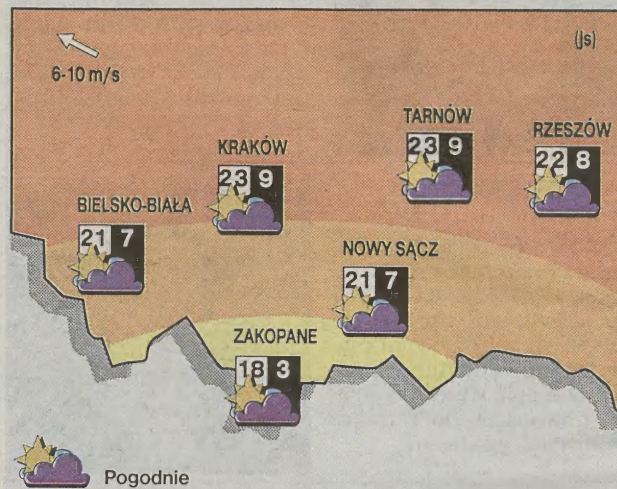 (js)
6-10 m/s
TARNÓW
23 9
RZESZÓW
22 8
KRAKÓW
23 9
BIELSKO-BIAŁA
21 7
NOWY SĄCZ
21 7
ZAKOPANE
18 3
Pogodnie